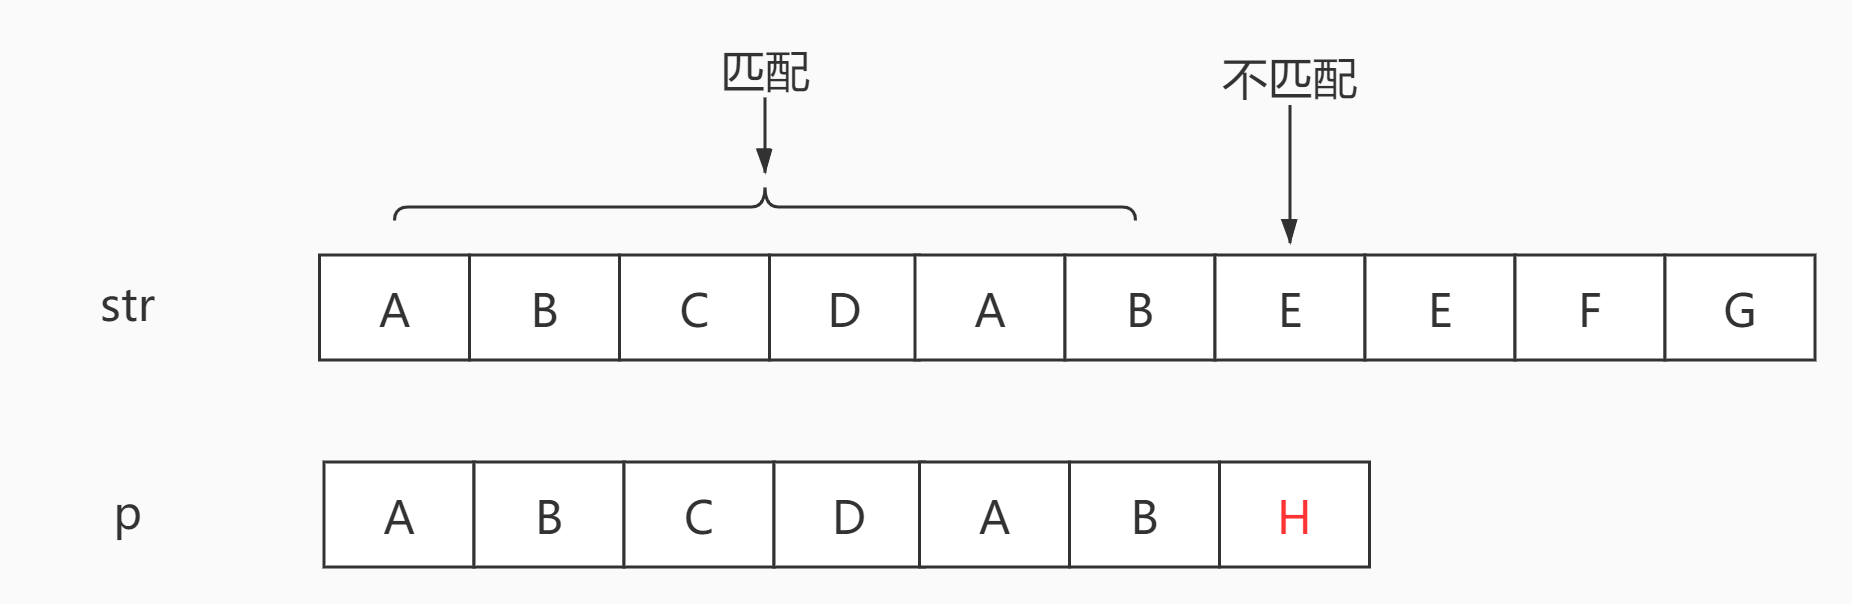 匹配
不匹配
str A B C D A B E E F G
p A B C D A B H